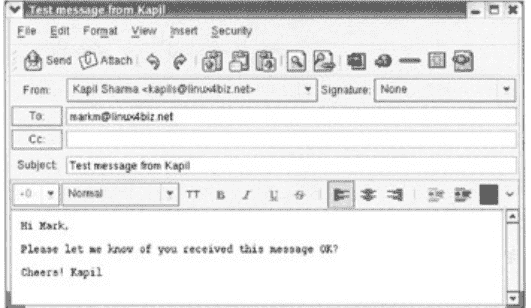 Test message from Kapil
File Edit Format View Insert Security
Send Attach
From: Kapil Sharma <kapils@linux4biz.net> Signature: None
To: markm@linux4biz.net
Cc:
Subject: Test message from Kapil
+0 Normal TT B I U S
Hi Mark,
Please let me know of you received this message OK?
Cheers! Kapil